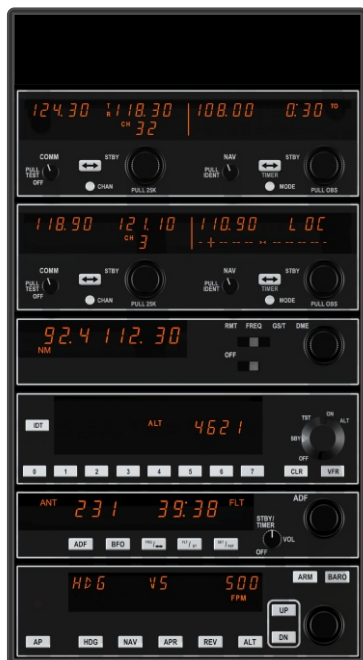 124.30 T R 118.30 108.00 0:30 TO
CH 32
COMM STBY NAV STBY
PULL TEST OFF PULL IDENT TIMER
CHAN PULL 25K MODE PULL OBS
118.90 121.10 110.90 LOC
CH 3
COMM STBY NAV STBY
PULL TEST OFF PULL IDENT TIMER
CHAN PULL 25K MODE PULL OBS
RMT FREQ GS/T DME
92.4 112.30
NM OFF
TST ON ALT
IDT ALT 4621 SBY
OFF
0 1 2 3 4 5 6 7 CLR VFR
ANT 231 39:38 FLT ADF
STBY/TIMER VOL
ADF BFO OFF
HDG VS 500 ARM BARO
FPM
UP
AP HDG NAV APR REV ALT DN